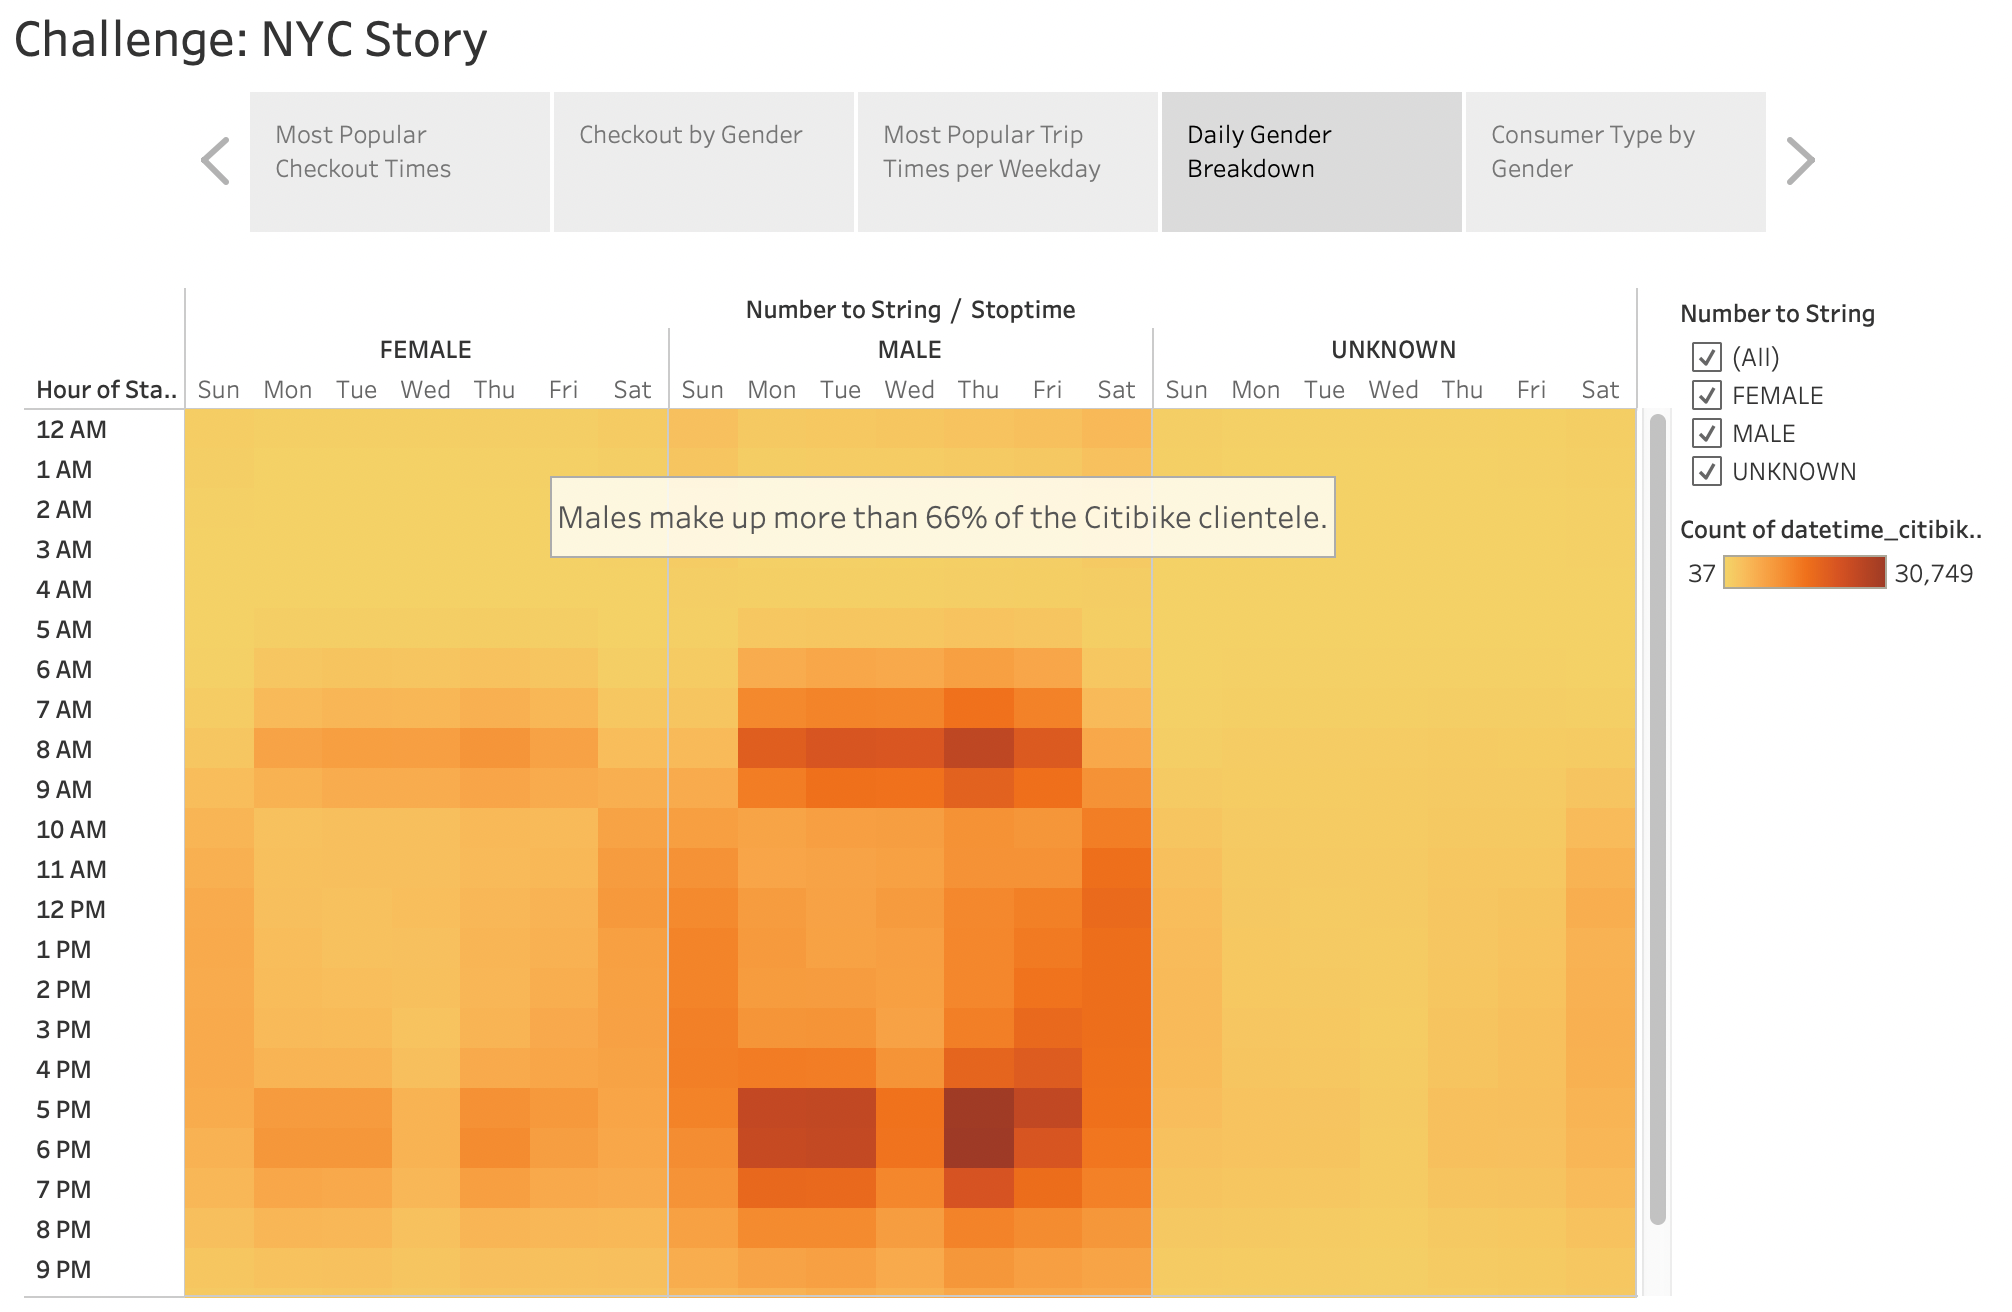 Challenge: NYC Story
Most Popular
Checkout Times
Checkout by Gender
Most Popular Trip
Times per Weekday
Daily Gender
Breakdown
Consumer Type by
Gender
Number to String / Stoptime
FEMALE MALE UNKNOWN
Hour of Sta.. Sun Mon Tue Wed Thu Fri Sat Sun Mon Tue Wed Thu Fri Sat Sun Mon Tue Wed Thu Fri Sat
12 AM
1 AM
2 AM
3 AM
4 AM
5 AM
6 AM
7 AM
8 AM
9 AM
10 AM
11 AM
12 PM
1 PM
2 PM
3 PM
4 PM
5 PM
6 PM
7 PM
8 PM
9 PM
Males make up more than 66% of the Citibike clientele.
Number to String
(All)
FEMALE
MALE
UNKNOWN
Count of datetime_citibik..
37 30,749